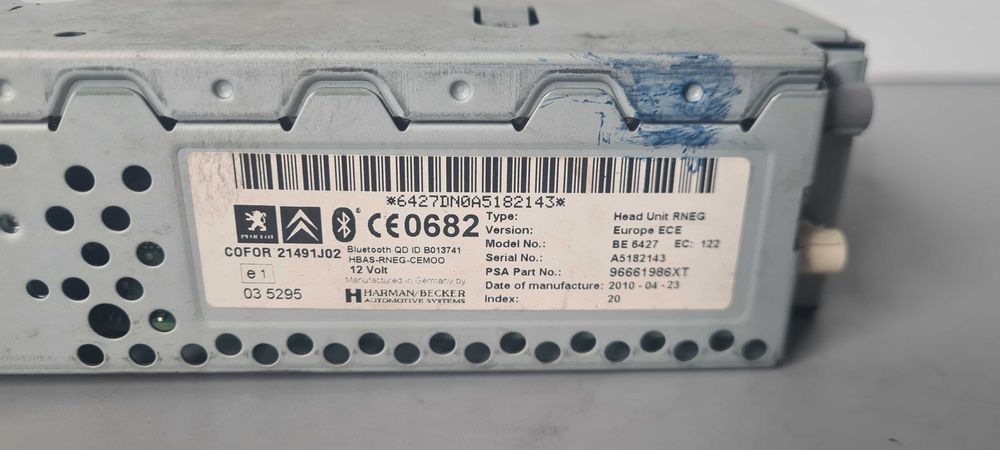 *6427DN0A5182143*
PEUGEOT
CE0682
COFOR 21491J02
Bluetooth QD ID B013741
HBAS-RNEG-CEMOO
12 Volt
e1
03 5295
Manufactured in Germany by
HARMAN/BECKER
AUTOMOTIVE SYSTEMS
Type: Head Unit RNEG
Version: Europe ECE
Model No.: BE 6427 EC: 122
Serial No.: A5182143
PSA Part No.: 96661986XT
Date of manufacture: 2010 - 04 - 23
Index: 20